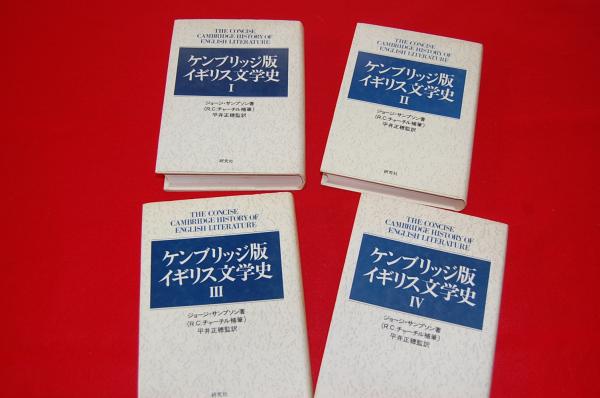 THE CONCISE
CAMBRIDGE HISTORY OF
ENGLISH LITERATURE
ケンブリッジ版
イギリス文学史
I
ジョージ・サンプソン著
(R.C.チャーチル補筆)
平井正穂監訳
研究社
THE CONCISE
CAMBRIDGE HISTORY OF
ENGLISH LITERATURE
ケンブリッジ版
イギリス文学史
II
ジョージ・サンプソン著
(R.C.チャーチル補筆)
平井正穂監訳
研究社
THE CONCISE
CAMBRIDGE HISTORY OF
ENGLISH LITERATURE
ケンブリッジ版
イギリス文学史
III
ジョージ・サンプソン著
(R.C.チャーチル補筆)
平井正穂監訳
研究社
THE CONCISE
CAMBRIDGE HISTORY OF
ENGLISH LITERATURE
ケンブリッジ版
イギリス文学史
IV
ジョージ・サンプソン著
(R.C.チャーチル補筆)
平井正穂監訳